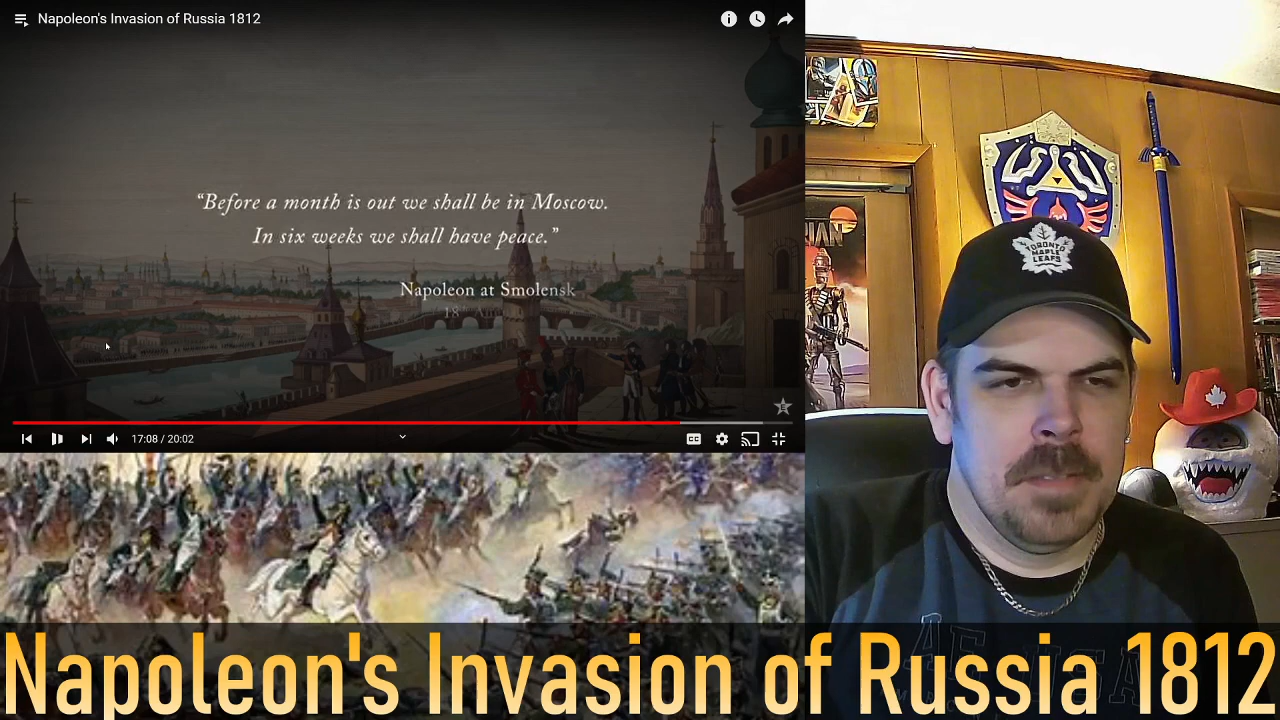 Napoleon's Invasion of Russia 1812
“Before a month is out we shall be in Moscow.
In six weeks we shall have peace.”
Napoleon at Smolensk
17:08 / 20:02
CC
TORONTO
MAPLE
LEAFS
Napoleon's Invasion of Russia 1812